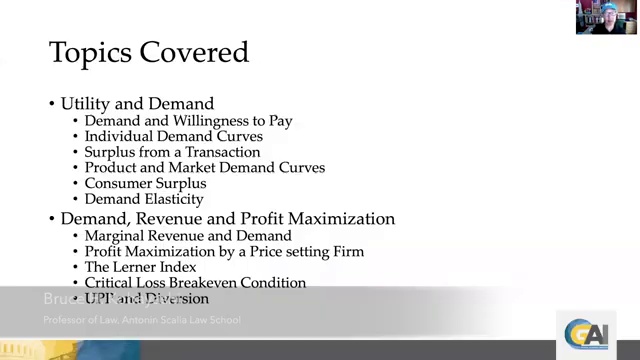 Topics Covered
• Utility and Demand
• Demand and Willingness to Pay
• Individual Demand Curves
• Surplus from a Transaction
• Product and Market Demand Curves
• Consumer Surplus
• Demand Elasticity
• Demand, Revenue and Profit Maximization
• Marginal Revenue and Demand
• Profit Maximization by a Price setting Firm
• The Lerner Index
• Critical Loss Breakeven Condition
• UPP and Diversion
Bruce
Professor of Law, Antonin Scalia Law School
GAI